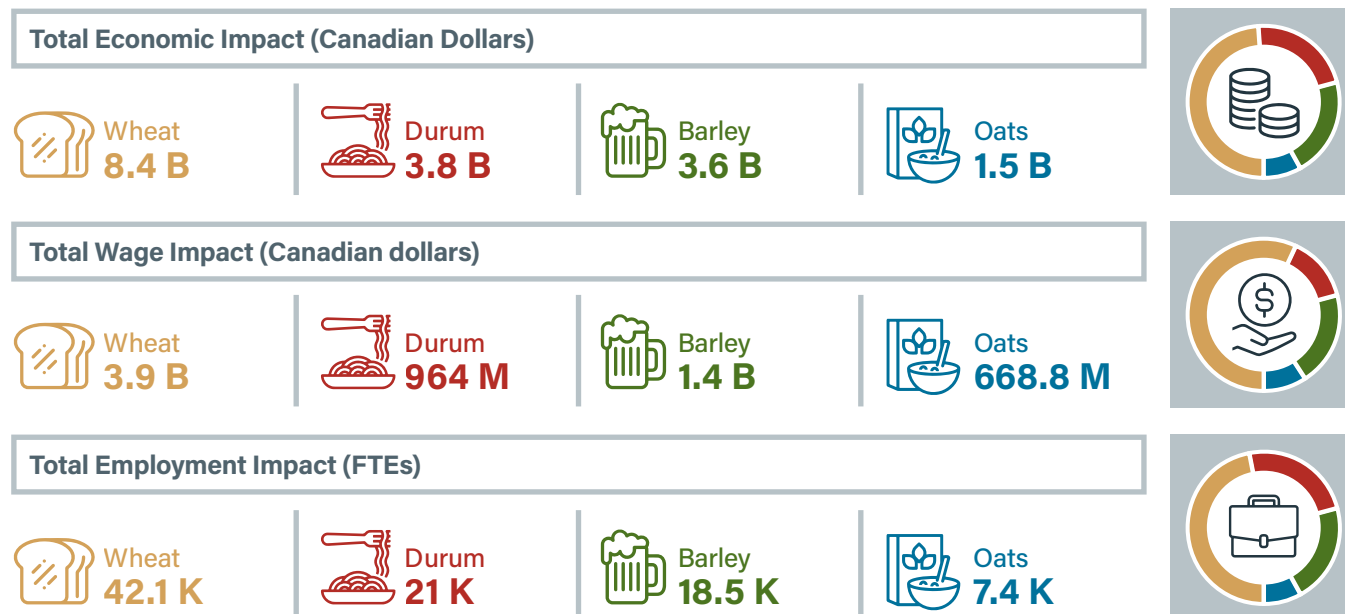 Total Economic Impact (Canadian Dollars)
Wheat
8.4 B
Durum
3.8 B
Barley
3.6 B
Oats
1.5 B
Total Wage Impact (Canadian dollars)
Wheat
3.9 B
Durum
964 M
Barley
1.4 B
Oats
668.8 M
Total Employment Impact (FTEs)
Wheat
42.1 K
Durum
21 K
Barley
18.5 K
Oats
7.4 K